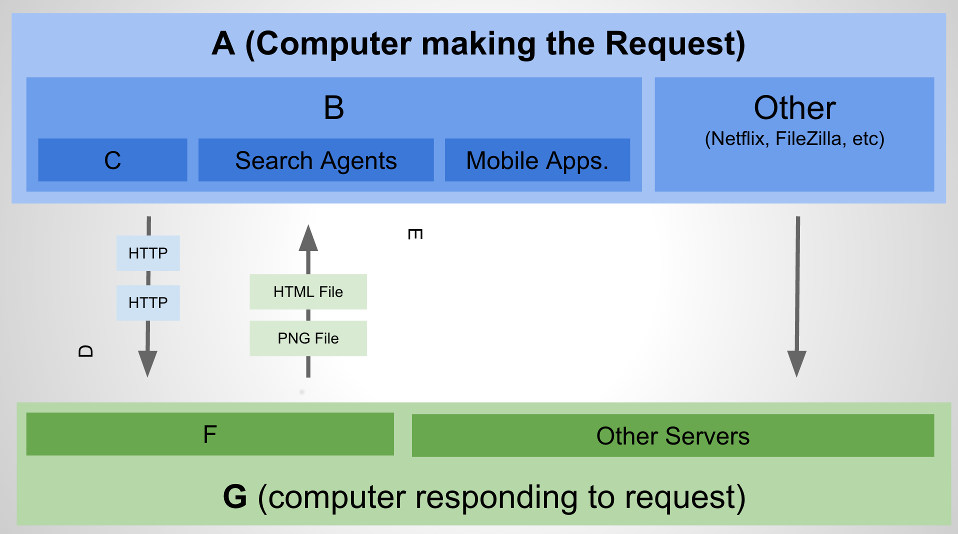 A (Computer making the Request)
B
Other
(Netflix, FileZilla, etc)
C
Search Agents
Mobile Apps.
E
HTTP
HTML File
HTTP
PNG File
D
F
Other Servers
G (computer responding to request)